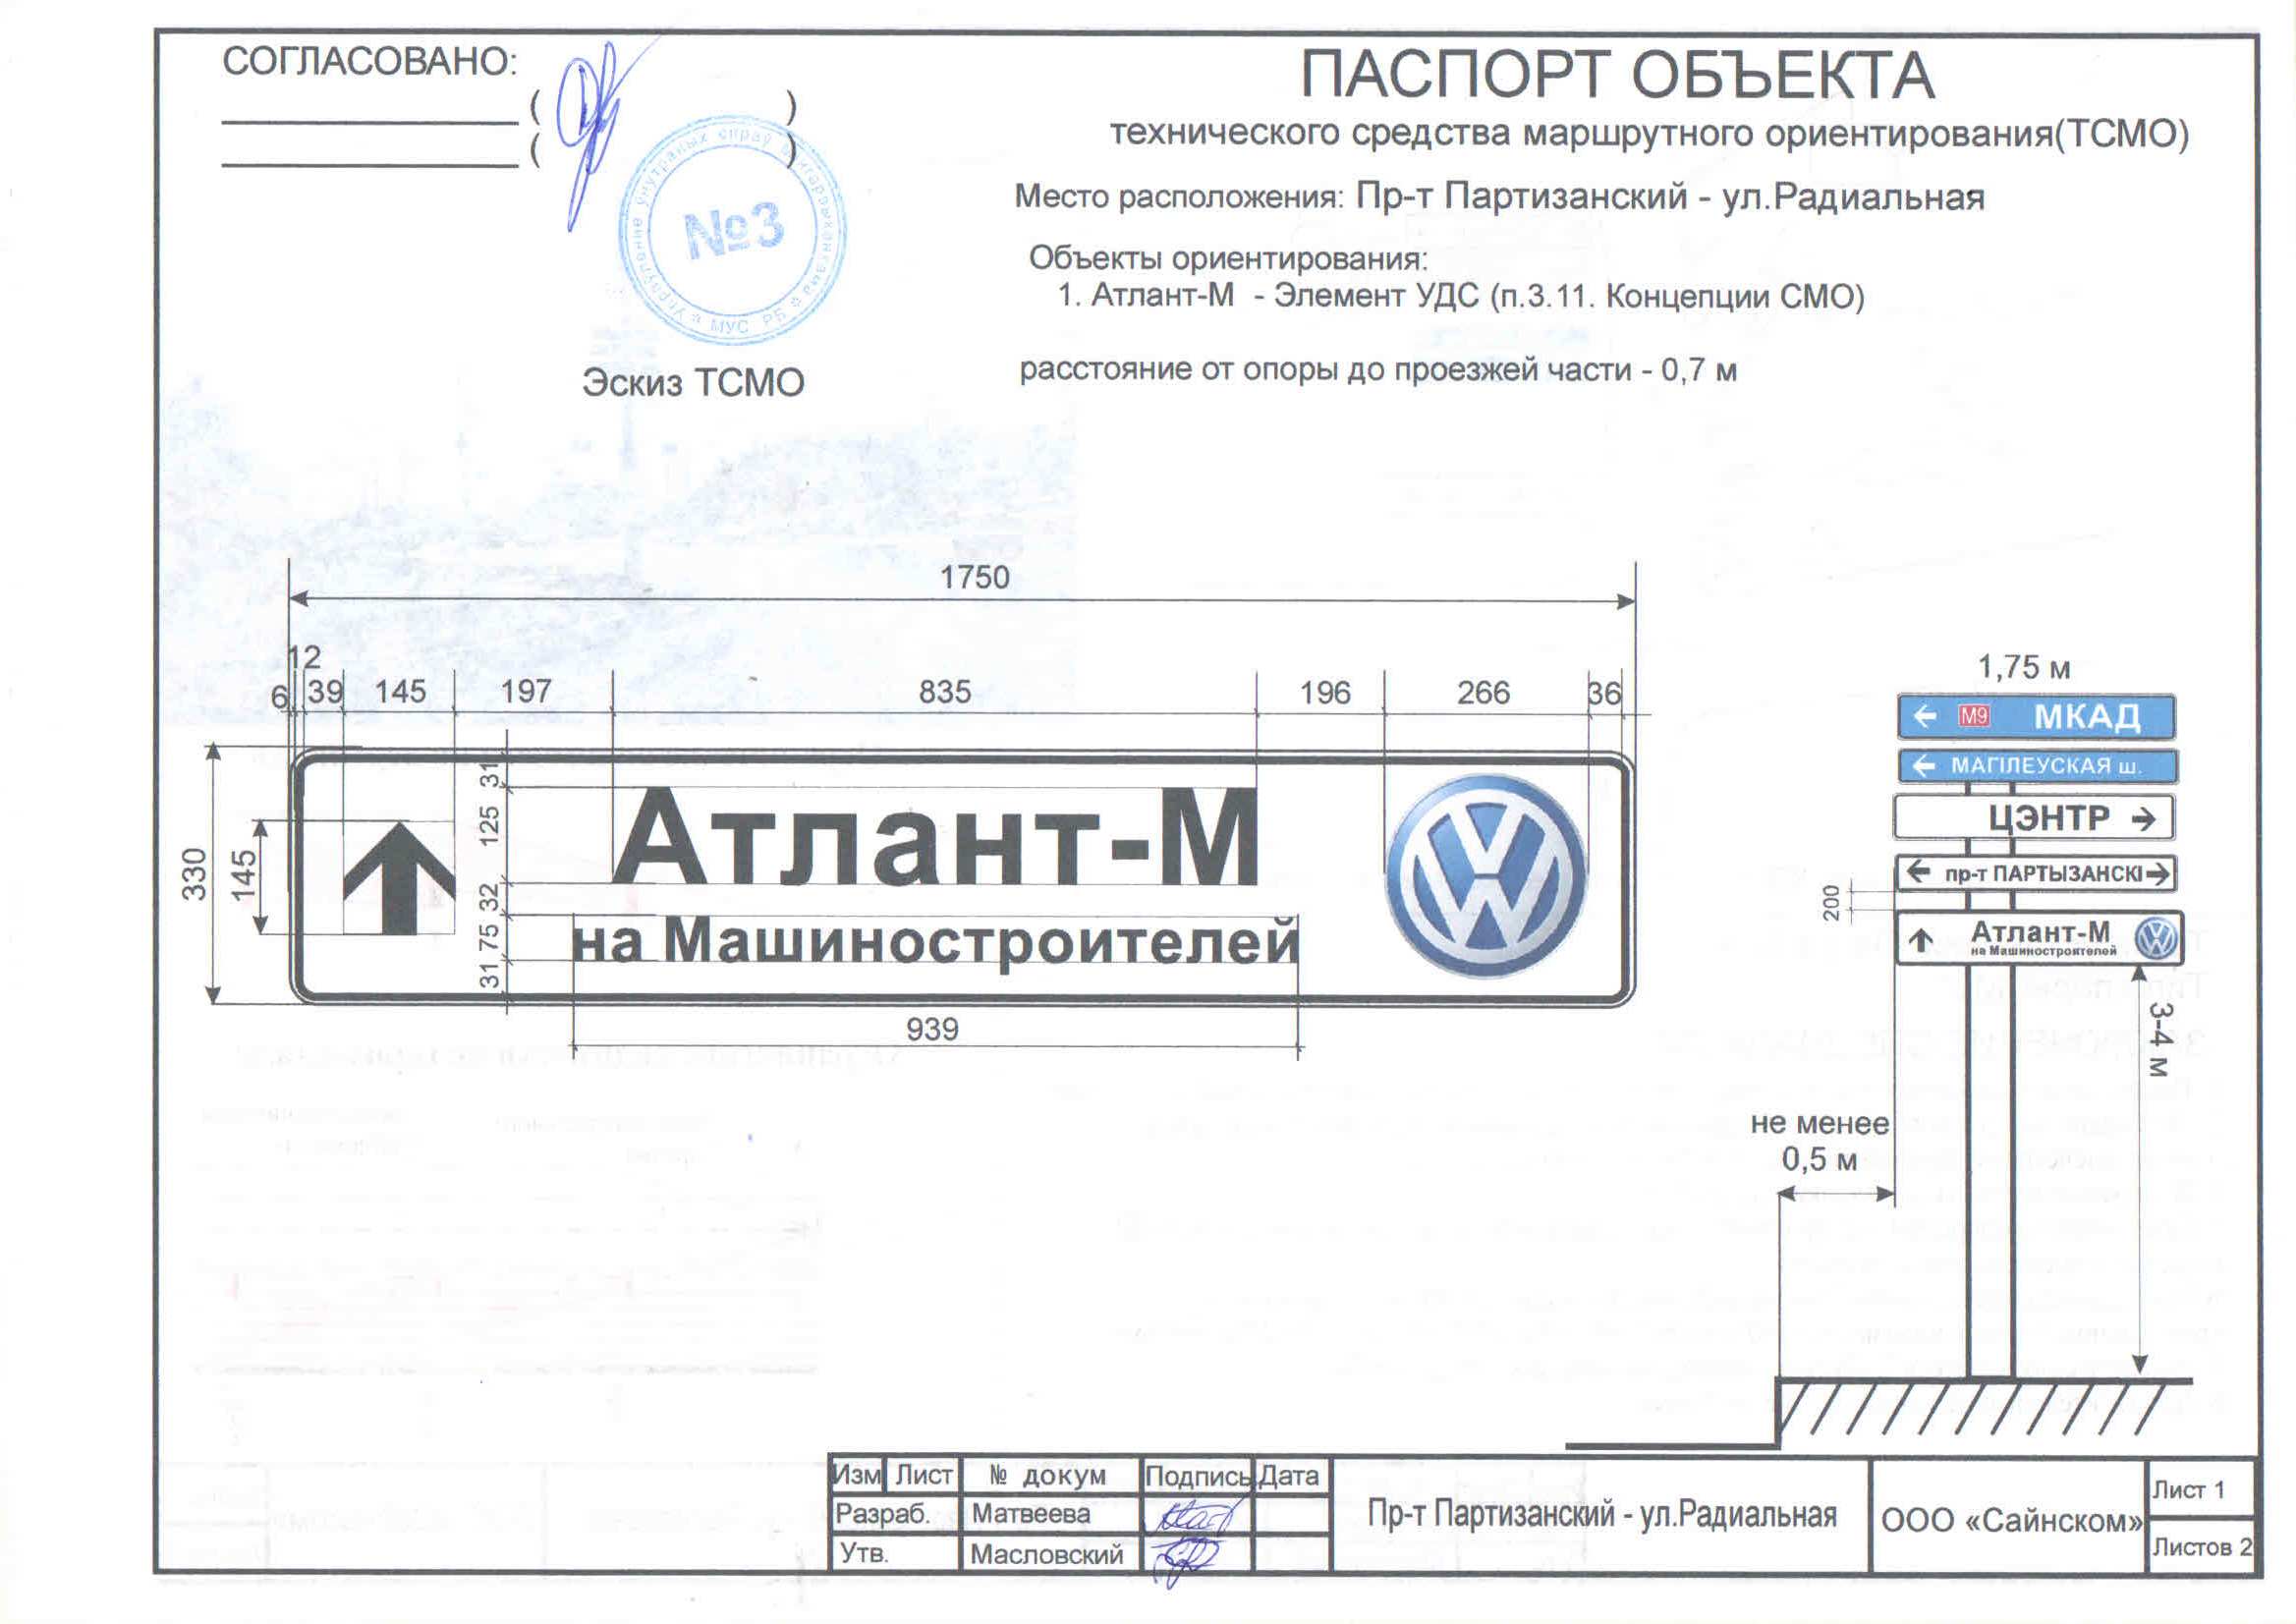 СОГЛАСОВАНО:
( )
( )
ПАСПОРТ ОБЪЕКТА
технического средства маршрутного ориентирования(ТСМО)
Место расположения: Пр-т Партизанский - ул.Радиальная
Объекты ориентирования:
1. Атлант-М - Элемент УДС (п.3.11. Концепции СМО)
расстояние от опоры до проезжей части - 0,7 м
№3
МУС РБ
Эскиз ТСМО
1750
12
6 39 145 197 835 196 266 36
330
145
31
125
32
75
31
Атлант-М
на Машиностроителей
939
1,75 м
М9 МКАД
МАГІЛЕУСКАЯ ш.
ЦЭНТР
пр-т ПАРТЫЗАНСКІ
200
Атлант-М
на Машиностроителей
3-4 м
не менее
0,5 м
Изм Лист № докум Подпись Дата
Разраб. Матвеева
Утв. Масловский
Пр-т Партизанский - ул.Радиальная
ООО «Сайнском»
Лист 1
Листов 2